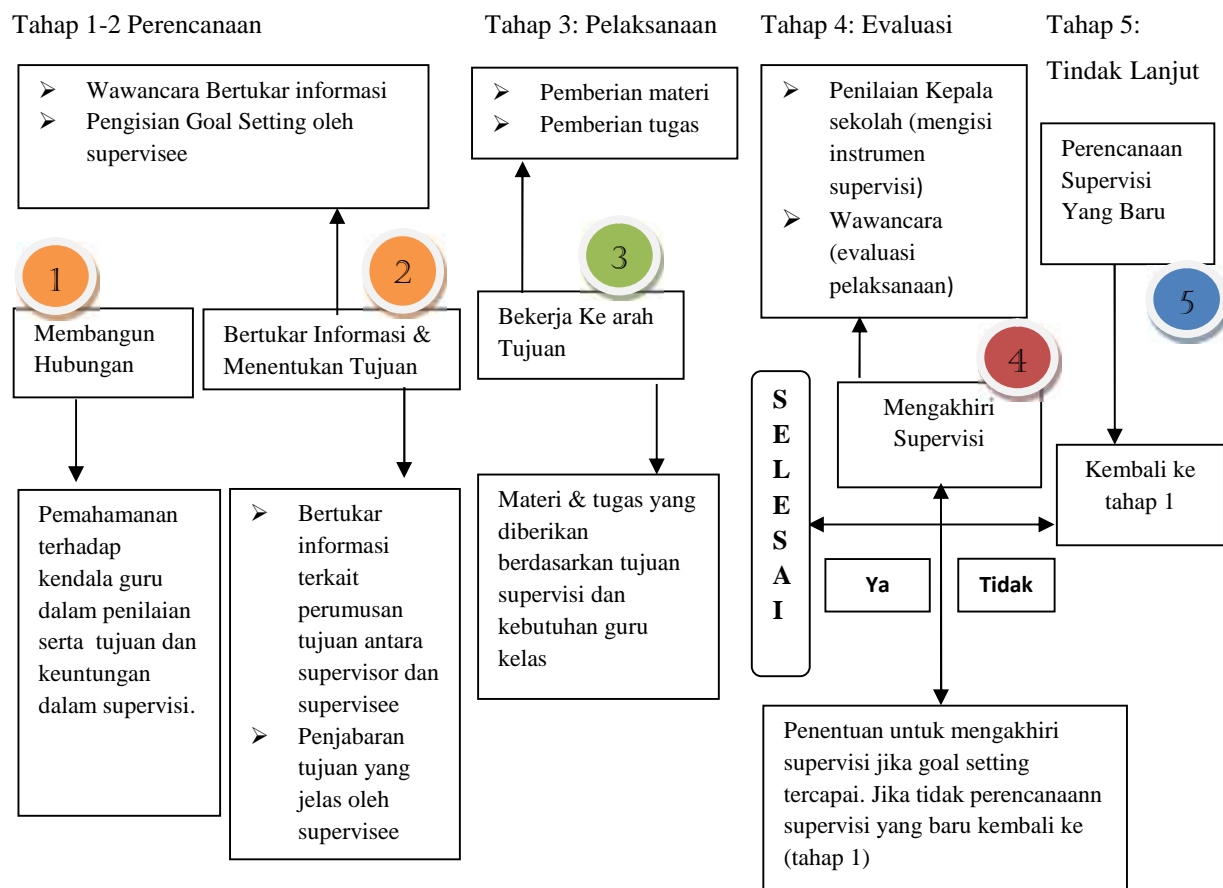 Tahap 1-2 Perencanaan
Tahap 3: Pelaksanaan
Tahap 4: Evaluasi
Tahap 5:
Tindak Lanjut
➢ Wawancara Bertukar informasi
➢ Pengisian Goal Setting oleh
supervisee
➢ Pemberian materi
➢ Pemberian tugas
➢ Penilaian Kepala
sekolah (mengisi
instrumen
supervisi)
➢ Wawancara
(evaluasi
pelaksanaan)
Perencanaan
Supervisi
Yang Baru
1
Membangun
Hubungan
2
Bertukar Informasi &
Menentukan Tujuan
3
Bekerja Ke arah
Tujuan
4
Mengakhiri
Supervisi
5
Kembali ke
tahap 1
S
E
L
E
S
A
I
Ya
Tidak
Pemahamanan
terhadap
kendala guru
dalam penilaian
serta tujuan dan
keuntungan
dalam supervisi.
➢ Bertukar
informasi
terkait
perumusan
tujuan antara
supervisor dan
supervisee
➢ Penjabaran
tujuan yang
jelas oleh
supervisee
Materi & tugas yang
diberikan
berdasarkan tujuan
supervisi dan
kebutuhan guru
kelas
Penentuan untuk mengakhiri
supervisi jika goal setting
tercapai. Jika tidak perencanaann
supervisi yang baru kembali ke
(tahap 1)